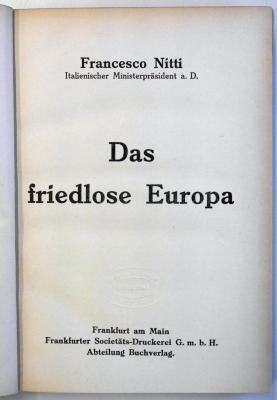 Francesco Nitti
Italienischer Ministerpräsident a. D.
Das
friedlose Europa
Frankfurt am Main
Frankfurter Societäts-Druckerei G. m. b. H.
Abteilung Buchverlag.